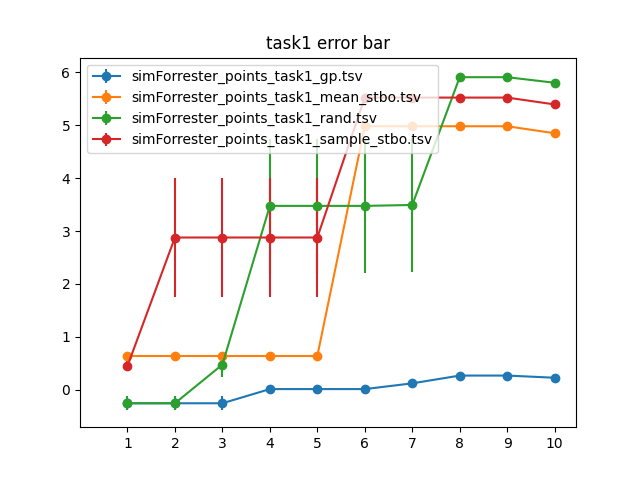 task1 error bar
simForrester_points_task1_gp.tsv
simForrester_points_task1_mean_stbo.tsv
simForrester_points_task1_rand.tsv
simForrester_points_task1_sample_stbo.tsv
6
5
4
3
2
1
0
1 2 3 4 5 6 7 8 9 10